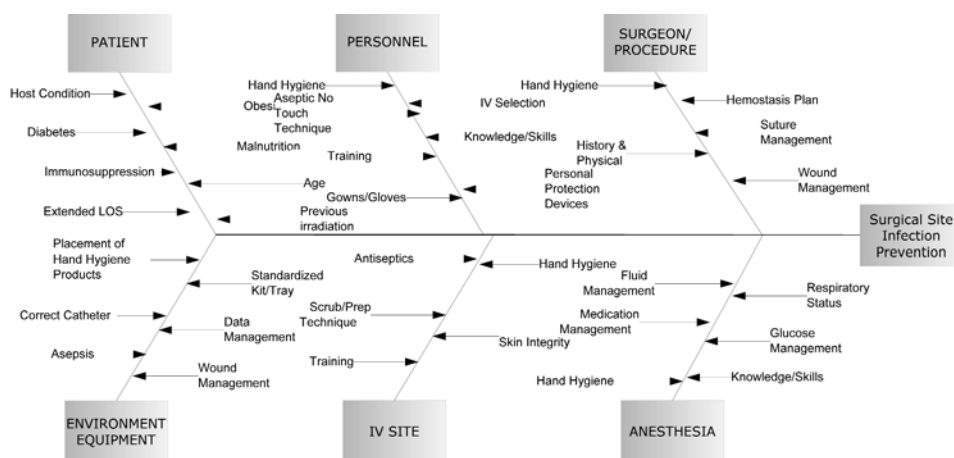 PATIENT
PERSONNEL
SURGEON/
PROCEDURE
Host Condition
Diabetes
Immunosuppression
Extended LOS
Obesi
Malnutrition
Age
Previous
irradiation
Hand Hygiene
Aseptic No
Touch
Technique
Training
Gowns/Gloves
IV Selection
Knowledge/Skills
Personal
Protection
Devices
Hand Hygiene
History &
Physical
Hemostasis Plan
Suture
Management
Wound
Management
Surgical Site
Infection
Prevention
Placement of
Hand Hygiene
Products
Correct Catheter
Asepsis
Standardized
Kit/Tray
Data
Management
Wound
Management
Antiseptics
Scrub/Prep
Technique
Training
Hand Hygiene
Skin Integrity
Fluid
Management
Medication
Management
Hand Hygiene
Respiratory
Status
Glucose
Management
Knowledge/Skills
ENVIRONMENT
EQUIPMENT
IV SITE
ANESTHESIA